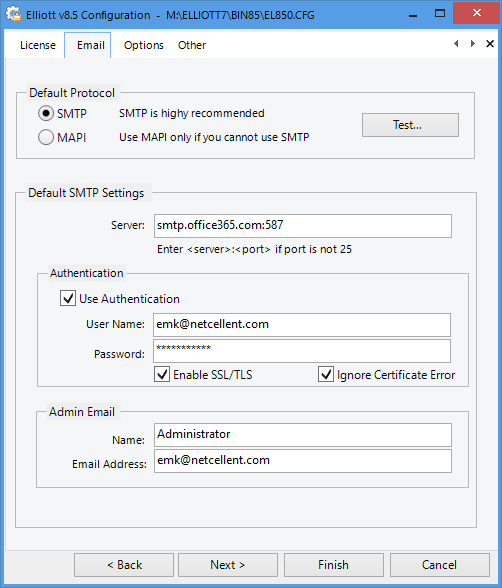 Elliott v8.5 Configuration - M:\ELLIOTT7\BIN85\EL850.CFG
License Email Options Other
Default Protocol
SMTP SMTP is highy recommended
MAPI Use MAPI only if you cannot use SMTP
Test...
Default SMTP Settings
Server: smtp.office365.com:587
Enter <server>:<port> if port is not 25
Authentication
Use Authentication
User Name: emk@netcellent.com
Password: ***********
Enable SSL/TLS Ignore Certificate Error
Admin Email
Name: Administrator
Email Address: emk@netcellent.com
< Back Next > Finish Cancel